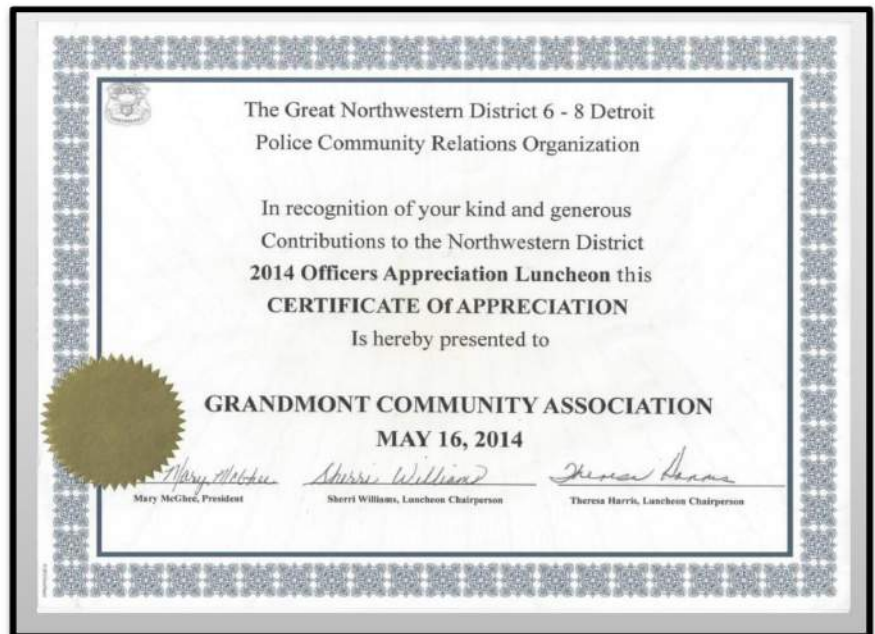 The Great Northwestern District 6 - 8 Detroit
Police Community Relations Organization
In recognition of your kind and generous
Contributions to the Northwestern District
2014 Officers Appreciation Luncheon this
CERTIFICATE Of APPRECIATION
Is hereby presented to
GRANDMONT COMMUNITY ASSOCIATION
MAY 16, 2014
Mary McGhee Sherri Williams Theresa Harris
Mary McGhee, President Sherri Williams, Luncheon Chairperson Theresa Harris, Luncheon Chairperson